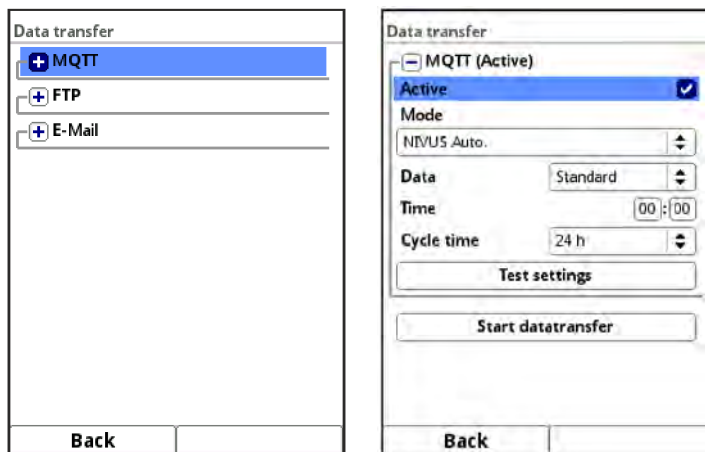 Data transfer
MQTT
FTP
E-Mail
Back
Data transfer
MQTT (Active)
Active
Mode
NIVUS Auto.
Data Standard
Time 00:00
Cycle time 24 h
Test settings
Start datatransfer
Back